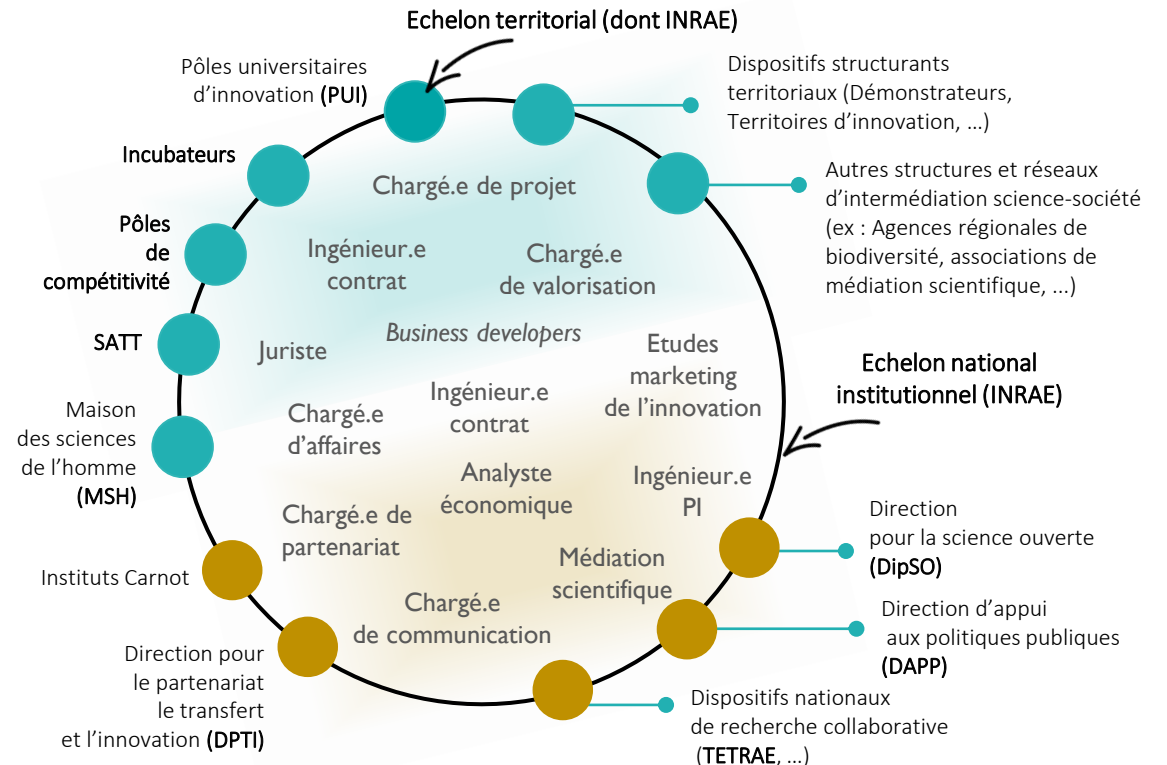 Echelon territorial (dont INRAE)
Pôles universitaires
d’innovation (PUI)
Dispositifs structurants
territoriaux (Démonstrateurs,
Territoires d’innovation, ...)
Incubateurs
Autres structures et réseaux
d’intermédiation science-société
(ex : Agences régionales de
biodiversité, associations de
médiation scientifique, ...)
Chargé.e de projet
Pôles
de
compétitivité
Ingénieur.e
contrat
Chargé.e
de valorisation
SATT
Business developers
Juriste
Etudes
marketing
de l’innovation
Echelon national
institutionnel (INRAE)
Maison
des sciences
de l’homme
(MSH)
Chargé.e
d’affaires
Ingénieur.e
contrat
Analyste
économique
Ingénieur.e
PI
Chargé.e de
partenariat
Direction
pour la science ouverte
(DipSO)
Instituts Carnot
Médiation
scientifique
Chargé.e
de communication
Direction d’appui
aux politiques publiques
(DAPP)
Direction pour
le partenariat
le transfert
et l’innovation (DPTI)
Dispositifs nationaux
de recherche collaborative
(TETRAE, ...)